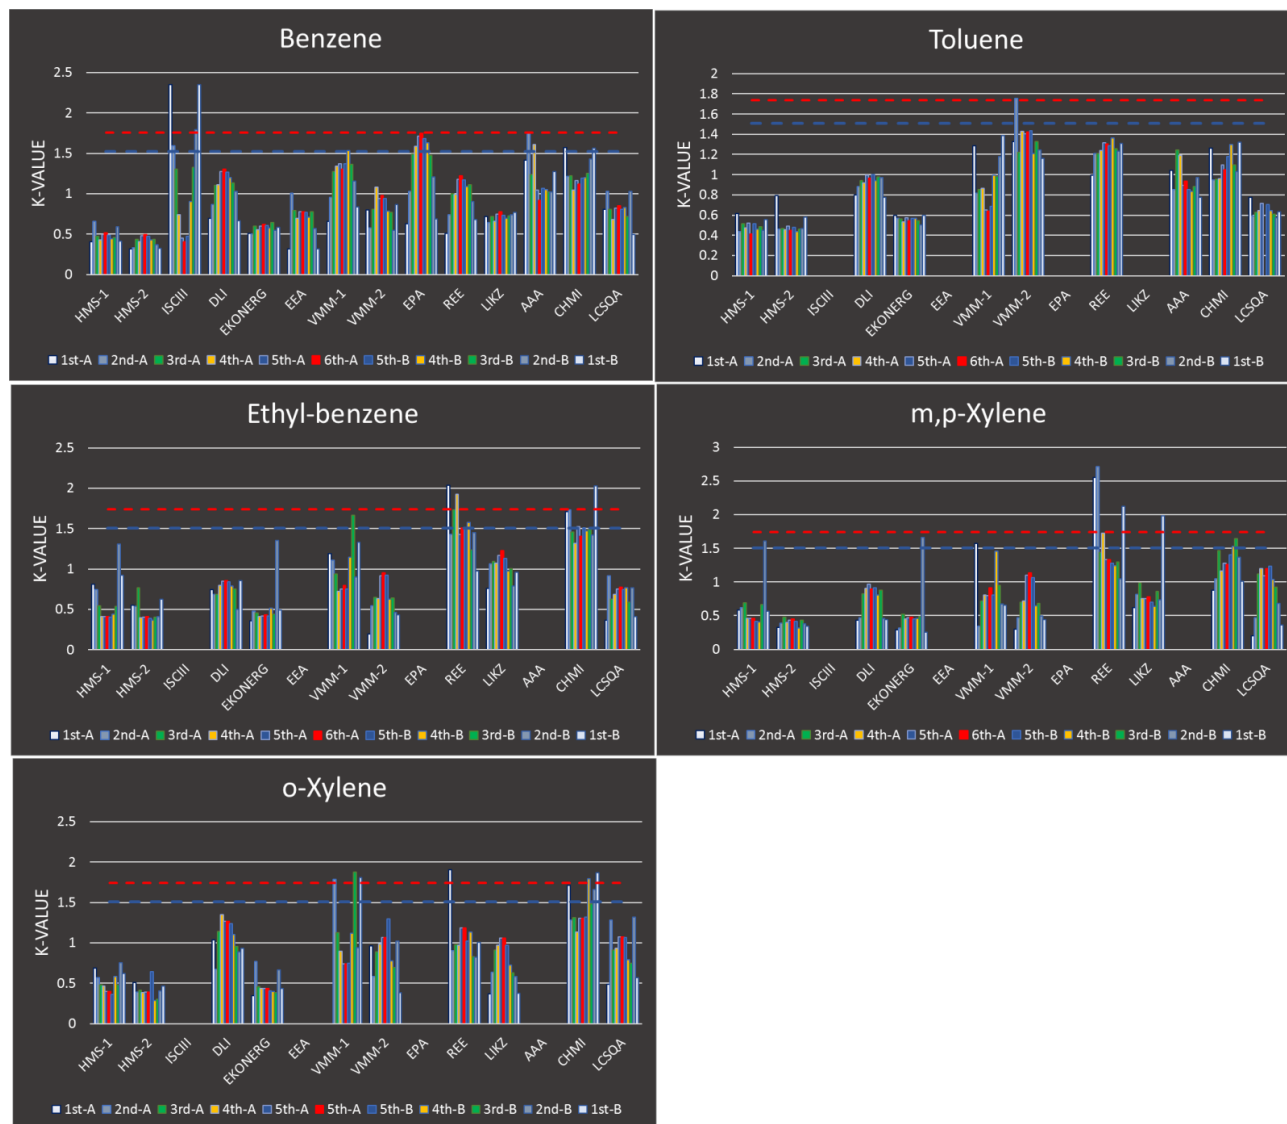 Benzene
K-VALUE
2.5
2
1.5
1
0.5
0
HMS-1 HMS-2 ISCIII DLI EKONERG EEA VMM-1 VMM-2 EPA REE LIKZ AAA CHMI LCSQA
1st-A 2nd-A 3rd-A 4th-A 5th-A 6th-A 5th-B 4th-B 3rd-B 2nd-B 1st-B
Toluene
K-VALUE
2
1.8
1.6
1.4
1.2
1
0.8
0.6
0.4
0.2
0
HMS-1 HMS-2 ISCIII DLI EKONERG EEA VMM-1 VMM-2 EPA REE LIKZ AAA CHMI LCSQA
1st-A 2nd-A 3rd-A 4th-A 5th-A 6th-A 5th-B 4th-B 3rd-B 2nd-B 1st-B
Ethyl-benzene
K-VALUE
2.5
2
1.5
1
0.5
0
HMS-1 HMS-2 ISCIII DLI EKONERG EEA VMM-1 VMM-2 EPA REE LIKZ AAA CHMI LCSQA
1st-A 2nd-A 3rd-A 4th-A 5th-A 6th-A 5th-B 4th-B 3rd-B 2nd-B 1st-B
m,p-Xylene
K-VALUE
3
2.5
2
1.5
1
0.5
0
HMS-1 HMS-2 ISCIII DLI EKONERG EEA VMM-1 VMM-2 EPA REE LIKZ AAA CHMI LCSQA
1st-A 2nd-A 3rd-A 4th-A 5th-A 6th-A 5th-B 4th-B 3rd-B 2nd-B 1st-B
o-Xylene
K-VALUE
2.5
2
1.5
1
0.5
0
HMS-1 HMS-2 ISCIII DLI EKONERG EEA VMM-1 VMM-2 EPA REE LIKZ AAA CHMI LCSQA
1st-A 2nd-A 3rd-A 4th-A 5th-A 5th-A 5th-B 4th-B 3rd-B 2nd-B 1st-B